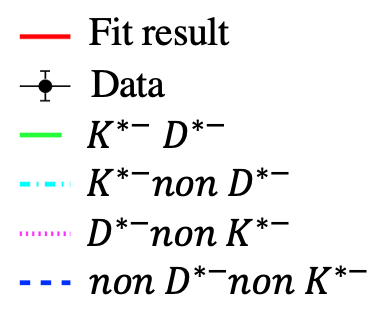 Fit result
Data
K*− D*−
K*−non D*−
D*−non K*−
non D*−non K*−